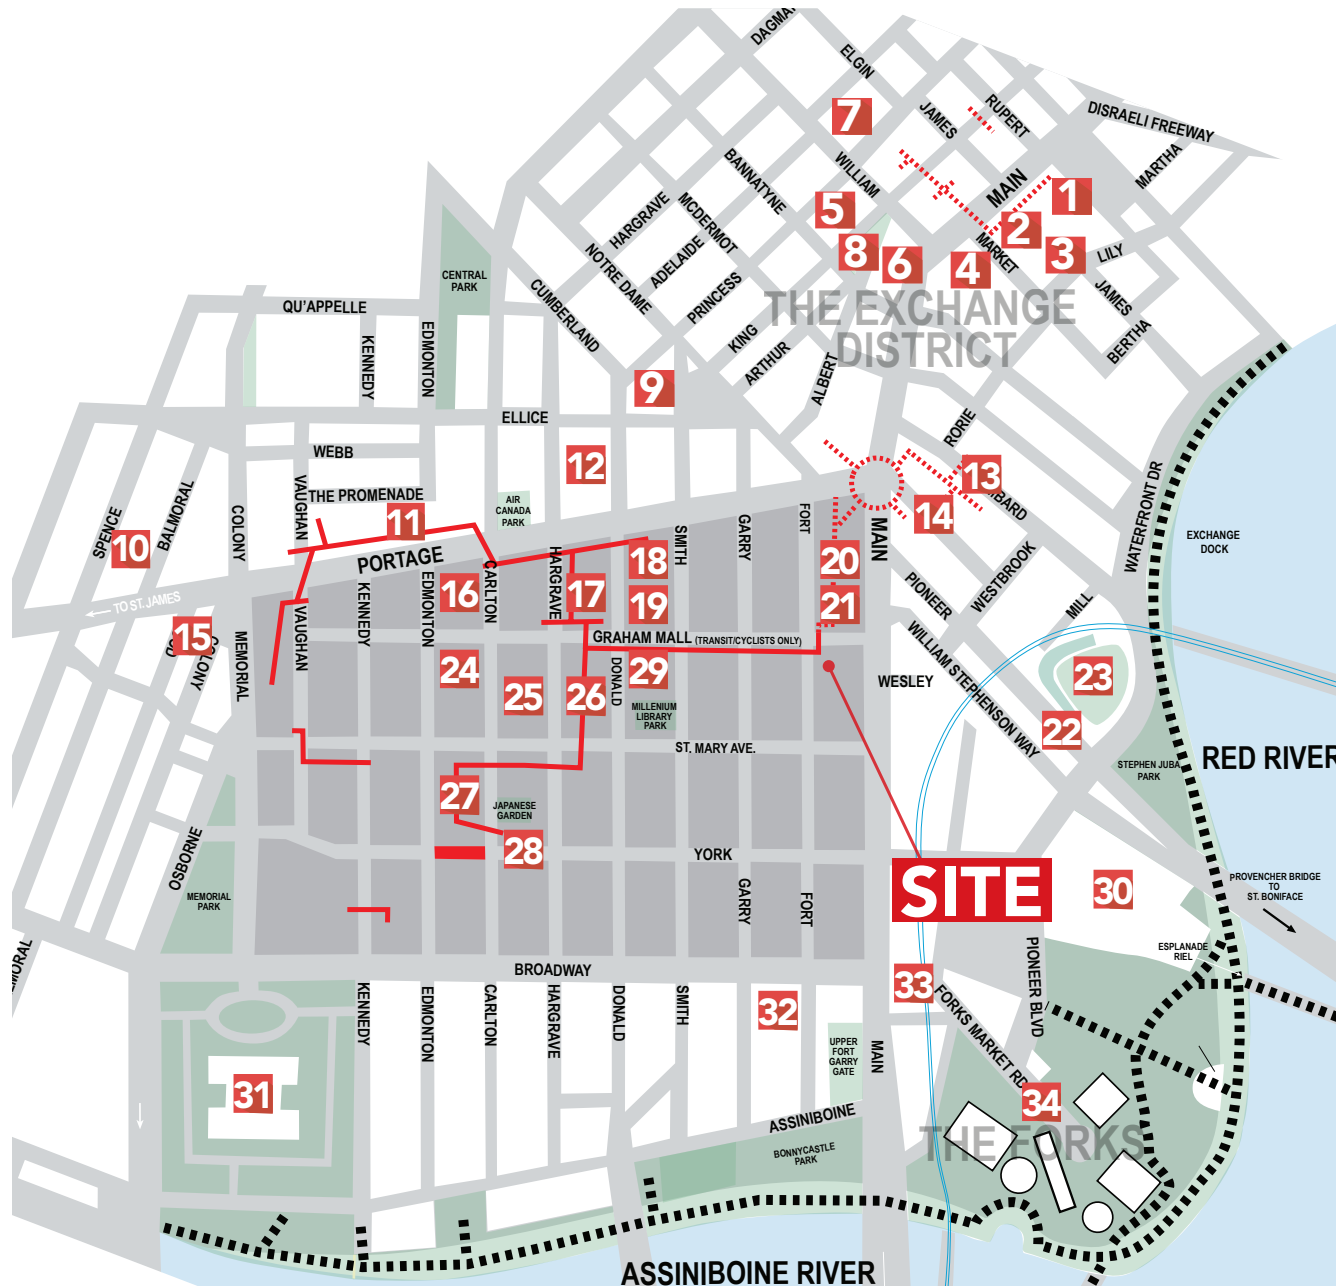 DAGMAR
ELGIN
7
JAMES
RUPERT
DISRAELI FREEWAY
MARTHA
WILLIAM
BANNATYNE
MAIN
1
HARGRAVE
MCDERMOT
5
2
8
6
4
MARKET
3
LILY
CENTRAL
PARK
NOTRE DAME
ADELAIDE
PRINCESS
JAMES
BERTHA
THE EXCHANGE
DISTRICT
QU'APPELLE
CUMBERLAND
KING
ARTHUR
ALBERT
KENNEDY
EDMONTON
9
ELLICE
RORIE
WEBB
12
13
THE PROMENADE
VAUGHAN
AIR
CANADA
PARK
11
14
BARD
WATERFRONT DR
SPENCE
10
BALMORAL
COLONY
PORTAGE
SMITH
GARRY
FORT
MAIN
EXCHANGE
DOCK
HARGRAVE
18
20
16
CARLTON
17
19
21
EDMONTON
KENNEDY
VAUGHAN
PIONEER
WESTBROOK
MILL
TO ST. JAMES
15
COLONY
MEMORIAL
GRAHAM MALL (TRANSIT/CYCLISTS ONLY)
24
25
26
DONALD
29
MILLENIUM
LIBRARY
PARK
WESLEY
WILLIAM STEPHENSON WAY
23
22
ST. MARY AVE.
STEPHEN JUBA
PARK
RED RIVER
27
JAPANESE
GARDEN
28
YORK
OSBORNE
MEMORIAL
PARK
GARRY
FORT
SITE
30
PROVENCHER BRIDGE
TO
ST. BONIFACE
ESPLANADE
RIEL
EMORAL
BROADWAY
PIONEER BLVD
33
FORKS MARKET RD
KENNEDY
EDMONTON
CARLTON
HARGRAVE
DONALD
SMITH
32
UPPER
FORT
GARRY
GATE
MAIN
31
34
ASSINIBOINE
BONNYCASTLE
PARK
THE FORKS
ASSINIBOINE RIVER